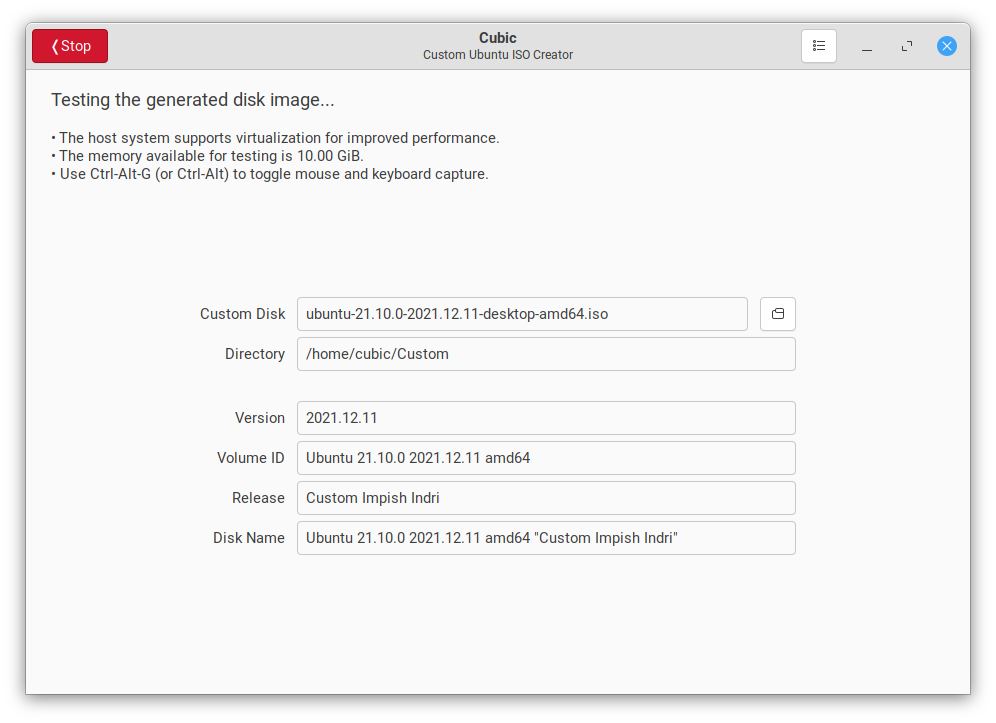 ❬Stop
Cubic
Custom Ubuntu ISO Creator
Testing the generated disk image...
• The host system supports virtualization for improved performance.
• The memory available for testing is 10.00 GiB.
• Use Ctrl-Alt-G (or Ctrl-Alt) to toggle mouse and keyboard capture.
Custom Disk ubuntu-21.10.0-2021.12.11-desktop-amd64.iso
Directory /home/cubic/Custom
Version 2021.12.11
Volume ID Ubuntu 21.10.0 2021.12.11 amd64
Release Custom Impish Indri
Disk Name Ubuntu 21.10.0 2021.12.11 amd64 "Custom Impish Indri"